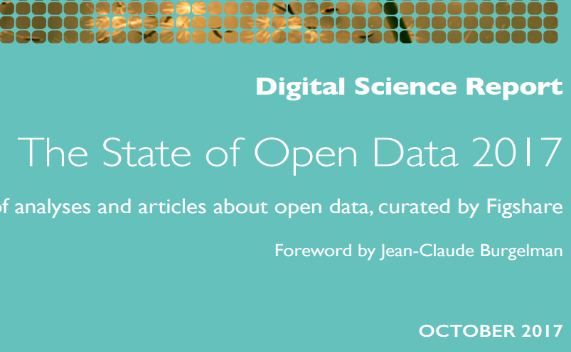 Digital Science Report
The State of Open Data 2017
of analyses and articles about open data, curated by Figshare
Foreword by Jean-Claude Burgelman
OCTOBER 2017